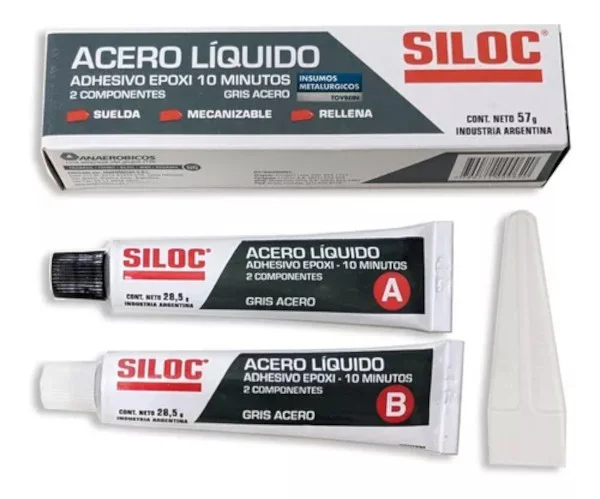 ACERO LÍQUIDO
ADHESIVO EPOXI 10 MINUTOS
2 COMPONENTES GRIS ACERO
INSUMOS
METALURGICOS
SUELDA MECANIZABLE RELLENA
SILOC®
CONT. NETO 57g
INDUSTRIA ARGENTINA
ANAEROBICOS
SILOC®
CONT. NETO 28,5 g
INDUSTRIA ARGENTINA
ACERO LÍQUIDO
ADHESIVO EPOXI - 10 MINUTOS
2 COMPONENTES
GRIS ACERO
A
SILOC®
CONT. NETO 28,5 g
INDUSTRIA ARGENTINA
ACERO LÍQUIDO
ADHESIVO EPOXI - 10 MINUTOS
2 COMPONENTES
GRIS ACERO
B